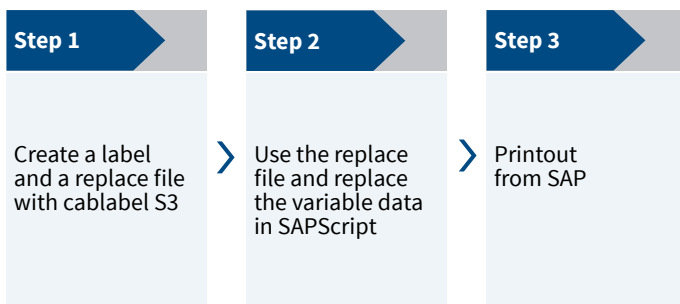 Step 1
Create a label
and a replace file
with cablabel S3
Step 2
Use the replace
file and replace
the variable data
in SAPScript
Step 3
Printout
from SAP